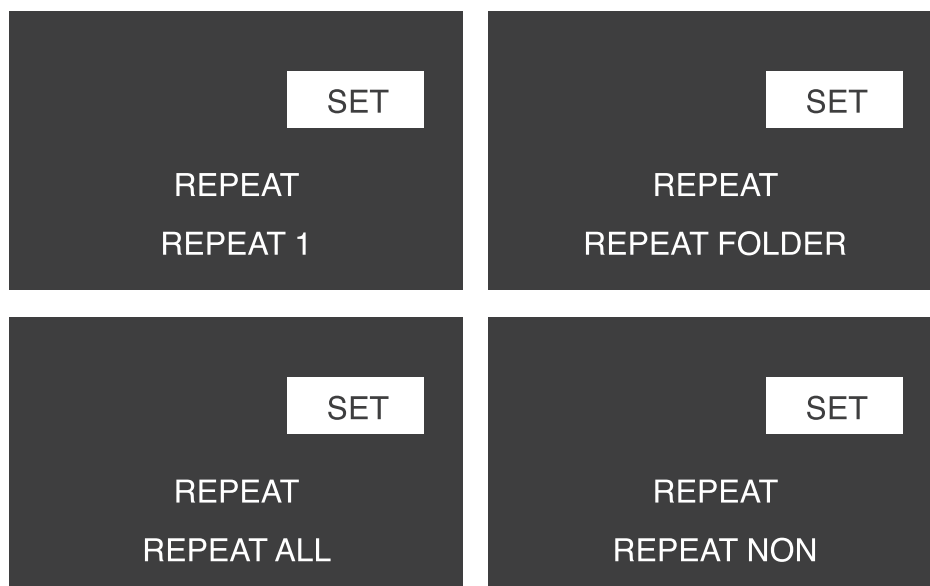 SET
REPEAT
REPEAT 1
SET
REPEAT
REPEAT FOLDER
SET
REPEAT
REPEAT ALL
SET
REPEAT
REPEAT NON